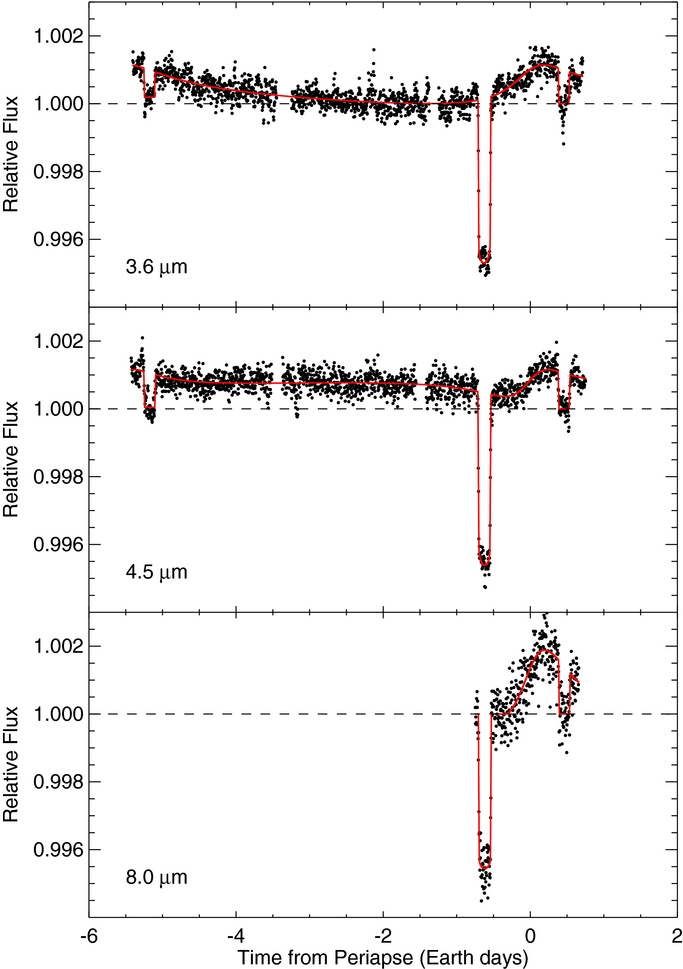 1.002
1.000
0.998
0.996
Relative Flux
3.6 μm
1.002
1.000
0.998
0.996
Relative Flux
4.5 μm
1.002
1.000
0.998
0.996
Relative Flux
8.0 μm
-6 -4 -2 0 2
Time from Periapse (Earth days)